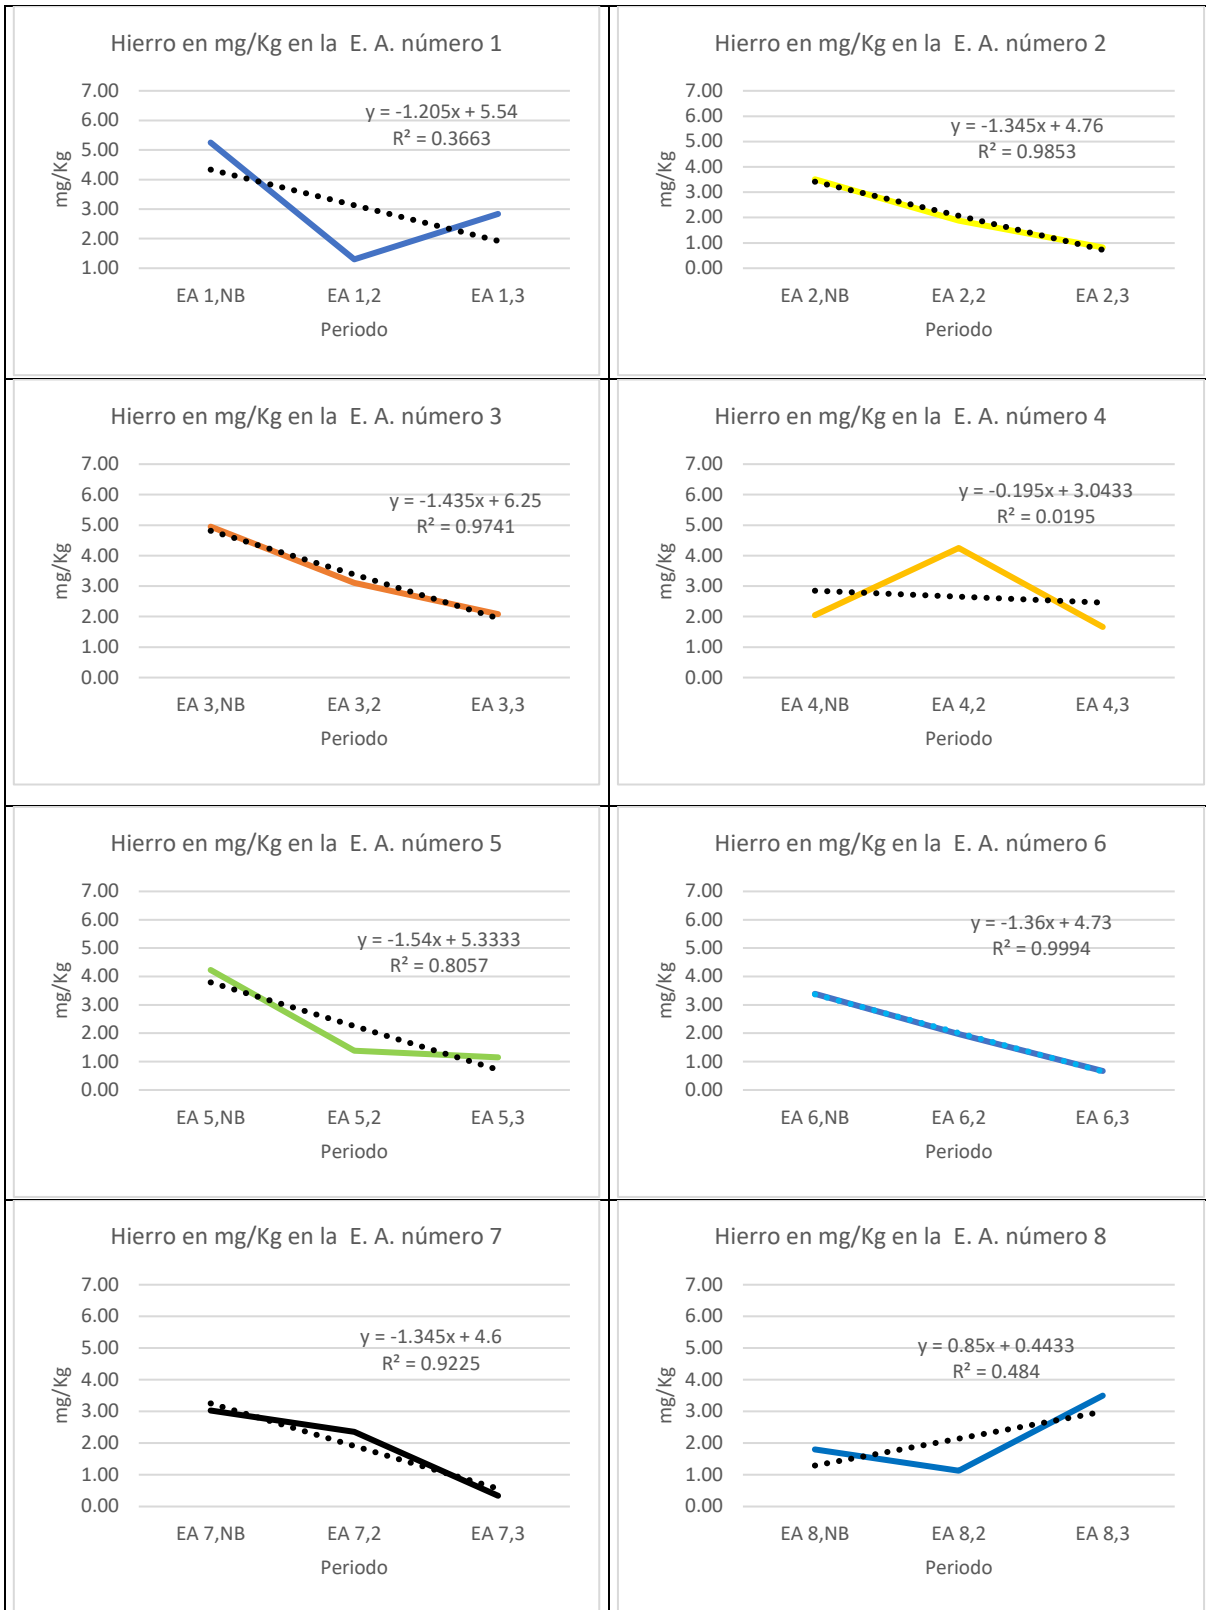 Hierro en mg/Kg en la E. A. número 1
7.00
6.00
5.00
4.00
3.00
2.00
1.00
mg/Kg
y = -1.205x + 5.54
R² = 0.3663
EA 1,NB EA 1,2 EA 1,3
Periodo
Hierro en mg/Kg en la E. A. número 2
7.00
6.00
5.00
4.00
3.00
2.00
1.00
0.00
mg/Kg
y = -1.345x + 4.76
R² = 0.9853
EA 2,NB EA 2,2 EA 2,3
Periodo
Hierro en mg/Kg en la E. A. número 3
7.00
6.00
5.00
4.00
3.00
2.00
1.00
0.00
mg/Kg
y = -1.435x + 6.25
R² = 0.9741
EA 3,NB EA 3,2 EA 3,3
Periodo
Hierro en mg/Kg en la E. A. número 4
7.00
6.00
5.00
4.00
3.00
2.00
1.00
0.00
mg/Kg
y = -0.195x + 3.0433
R² = 0.0195
EA 4,NB EA 4,2 EA 4,3
Periodo
Hierro en mg/Kg en la E. A. número 5
7.00
6.00
5.00
4.00
3.00
2.00
1.00
0.00
mg/Kg
y = -1.54x + 5.3333
R² = 0.8057
EA 5,NB EA 5,2 EA 5,3
Periodo
Hierro en mg/Kg en la E. A. número 6
7.00
6.00
5.00
4.00
3.00
2.00
1.00
0.00
mg/Kg
y = -1.36x + 4.73
R² = 0.9994
EA 6,NB EA 6,2 EA 6,3
Periodo
Hierro en mg/Kg en la E. A. número 7
7.00
6.00
5.00
4.00
3.00
2.00
1.00
0.00
mg/Kg
y = -1.345x + 4.6
R² = 0.9225
EA 7,NB EA 7,2 EA 7,3
Periodo
Hierro en mg/Kg en la E. A. número 8
7.00
6.00
5.00
4.00
3.00
2.00
1.00
0.00
mg/Kg
y = 0.85x + 0.4433
R² = 0.484
EA 8,NB EA 8,2 EA 8,3
Periodo